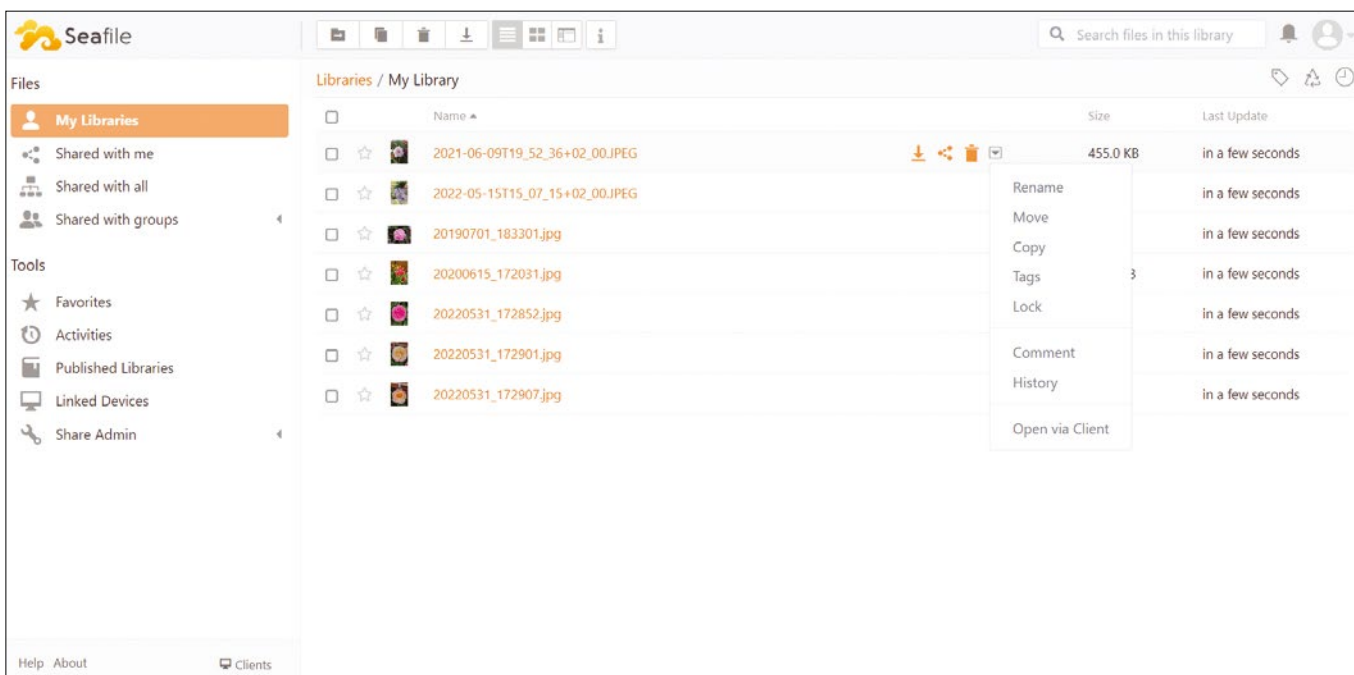 Seafile
Search files in this library
Files
My Libraries
Shared with me
Shared with all
Shared with groups
Tools
Favorites
Activities
Published Libraries
Linked Devices
Share Admin
Help About Clients
Libraries / My Library
Name Size Last Update
2021-06-09T19_52_36+02_00.JPEG 455.0 KB in a few seconds
2022-05-15T15_07_15+02_00.JPEG in a few seconds
20190701_183301.jpg in a few seconds
20200615_172031.jpg in a few seconds
20220531_172852.jpg in a few seconds
20220531_172901.jpg in a few seconds
20220531_172907.jpg in a few seconds
Rename
Move
Copy
Tags
Lock
Comment
History
Open via Client